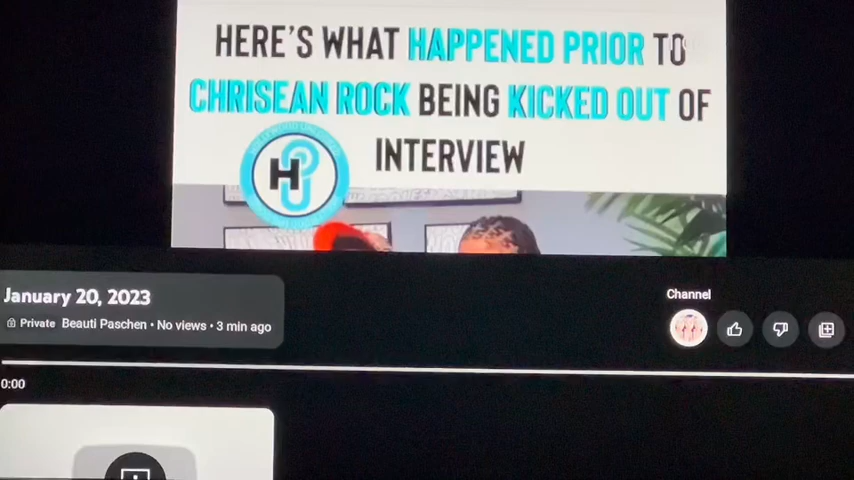 HERE'S WHAT HAPPENED PRIOR TO
CHRISEAN ROCK BEING KICKED OUT OF
INTERVIEW
HU
January 20, 2023
Private Beauti Paschen • No views • 3 min ago
Channel
0:00